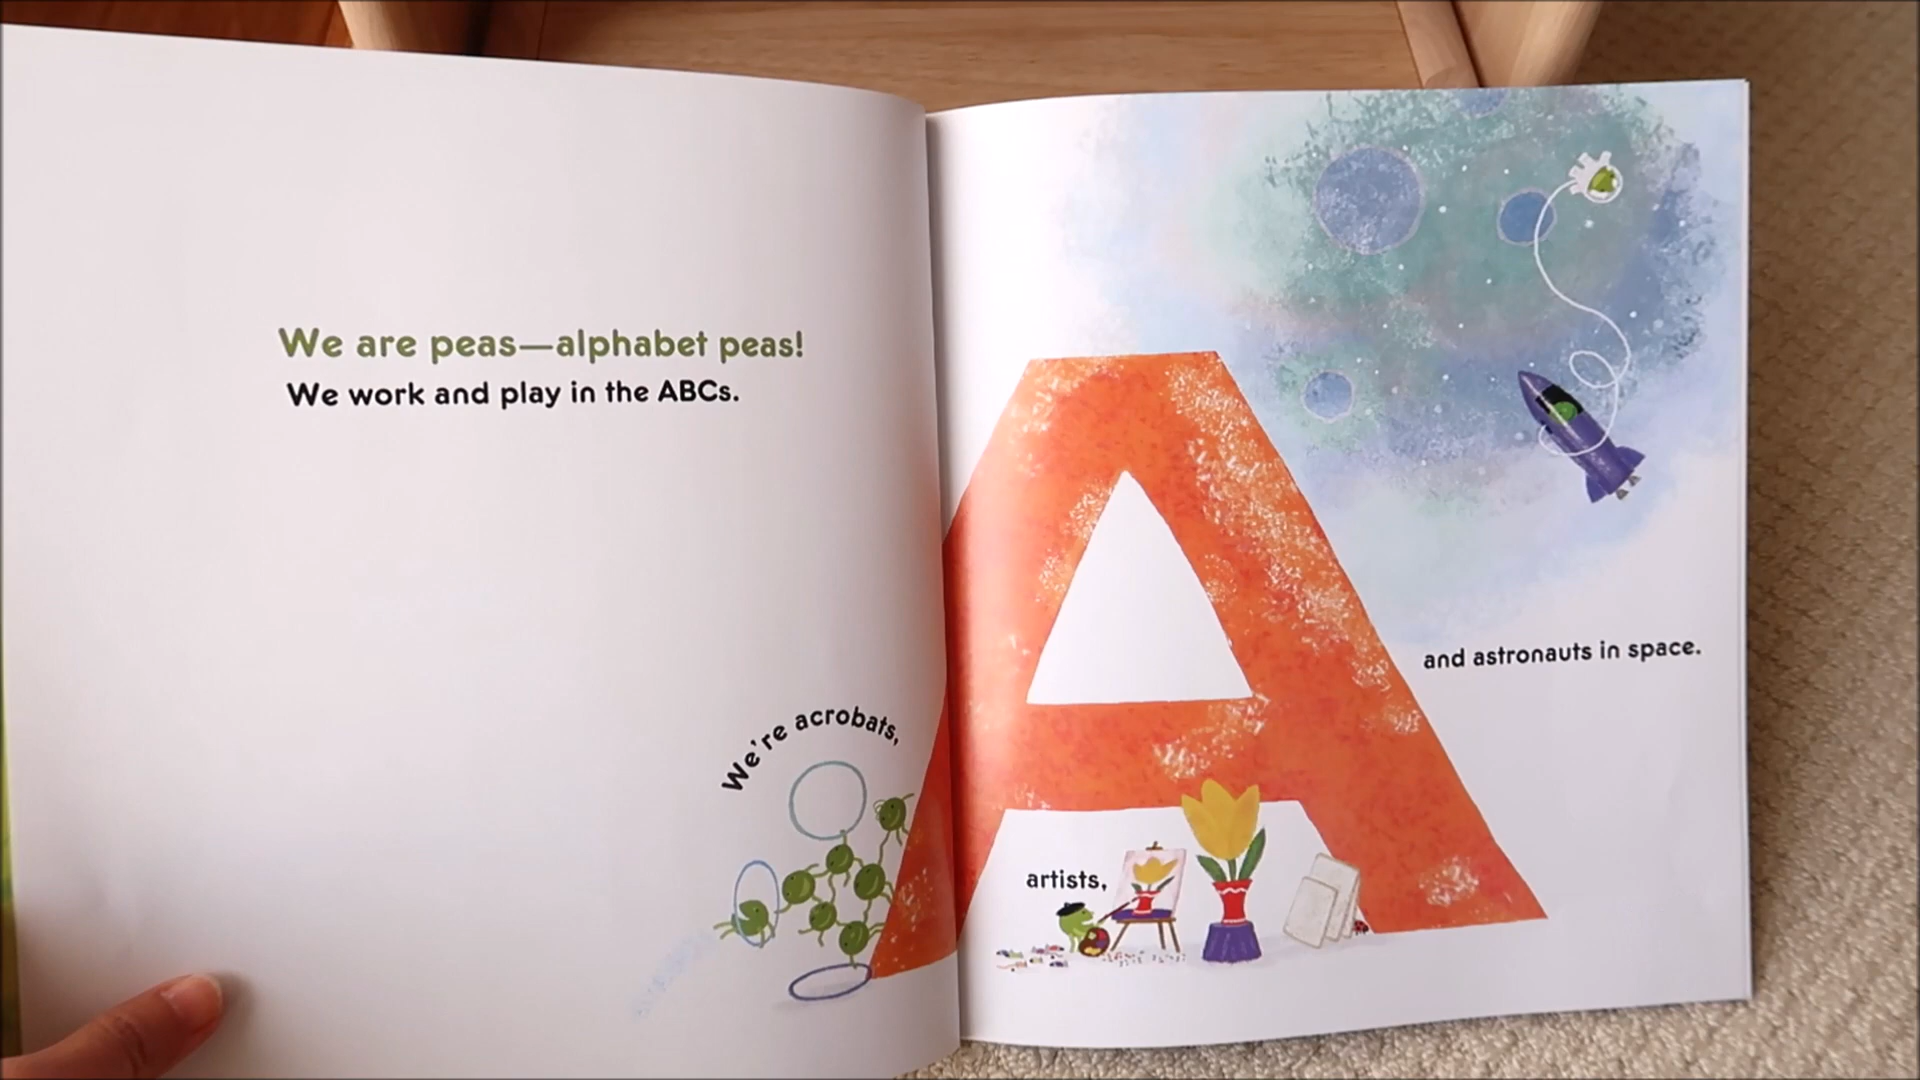 We are peas—alphabet peas!
We work and play in the ABCs.
We're acrobats,
artists,
and astronauts in space.